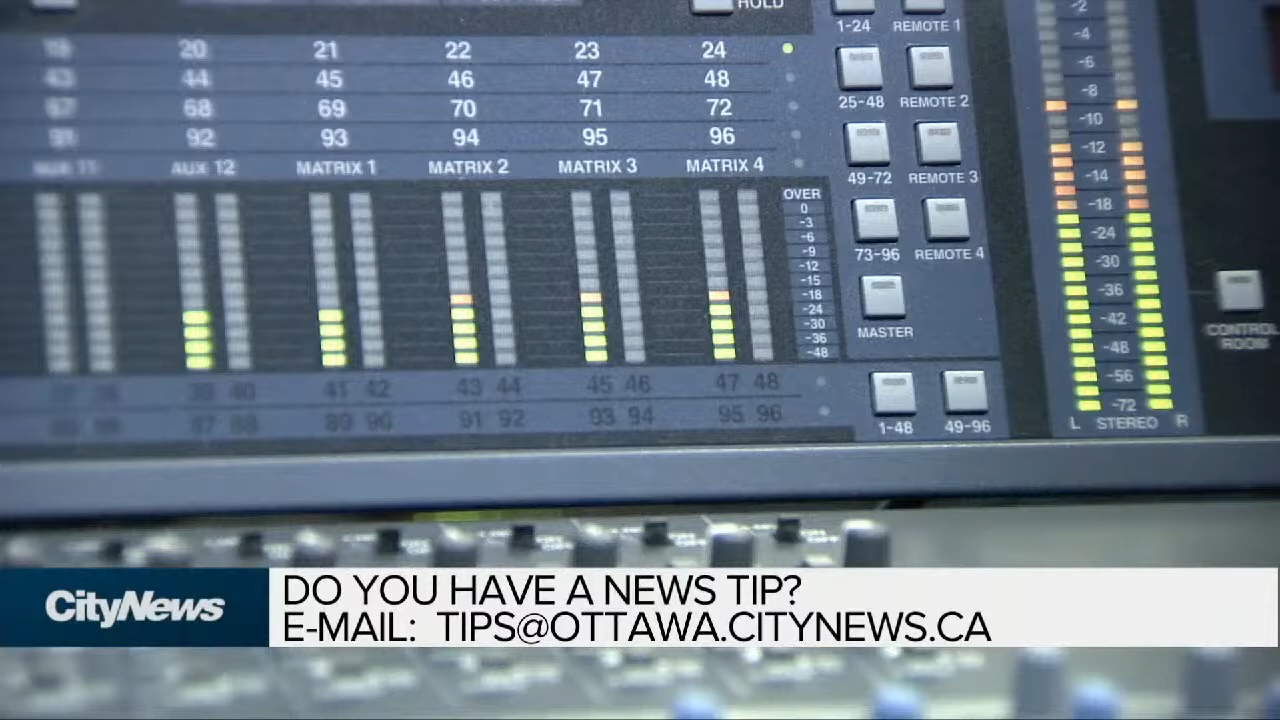 HOLD
1-24 REMOTE 1
19 20 21 22 23 24
43 44 45 46 47 48
67 68 69 70 71 72
91 92 93 94 95 96
AUX 11 AUX 12 MATRIX 1 MATRIX 2 MATRIX 3 MATRIX 4
25-48 REMOTE 2
49-72 REMOTE 3
73-96 REMOTE 4
MASTER
OVER
0
-3
-6
-9
-12
-15
-18
-24
-30
-36
-48
39 40 41 42 43 44 45 46 47 48
87 88 89 90 91 92 93 94 95 96
1-48 49-96
-2
-4
-6
-8
-10
-12
-14
-18
-24
-30
-36
-42
-48
-56
-72
L STEREO R
CONTROL
ROOM
CityNews
DO YOU HAVE A NEWS TIP?
E-MAIL: TIPS@OTTAWA.CITYNEWS.CA